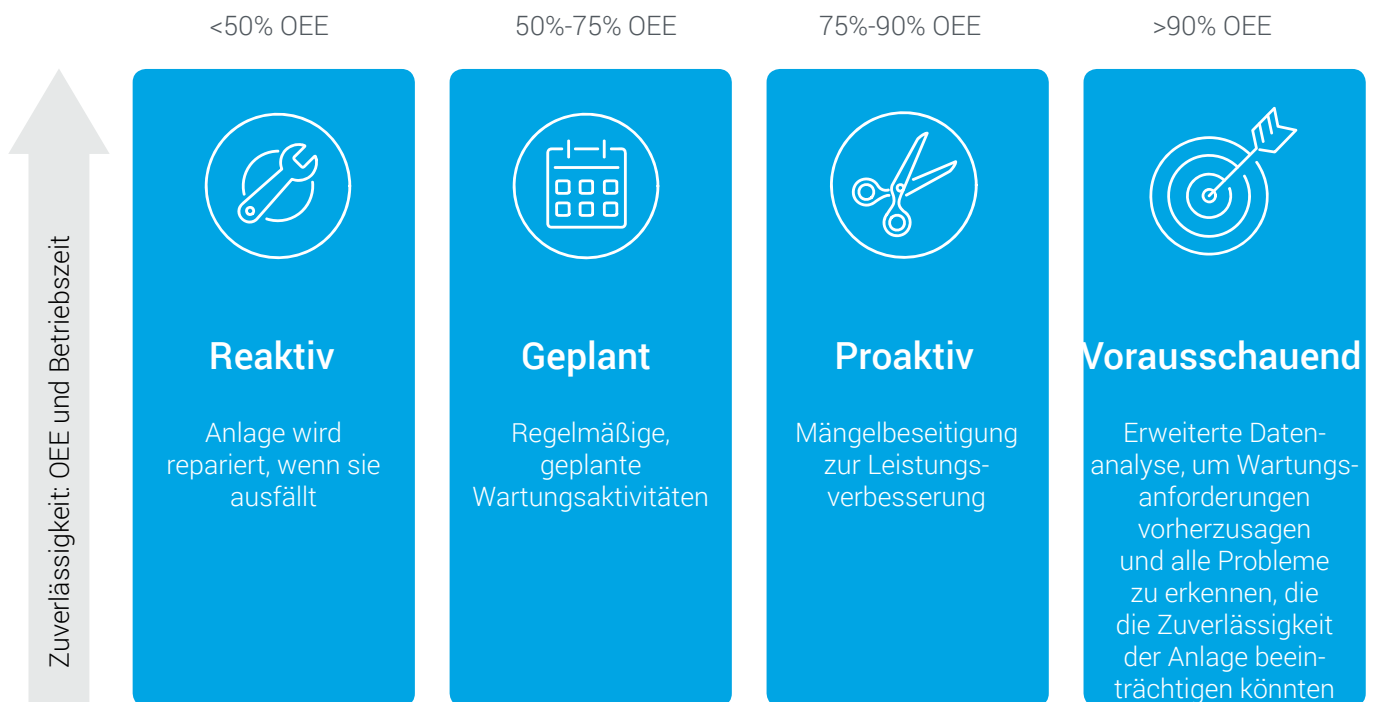 <50% OEE
50%-75% OEE
75%-90% OEE
>90% OEE
Zuverlässigkeit: OEE und Betriebszeit
Reaktiv
Anlage wird
repariert, wenn sie
ausfällt
Geplant
Regelmäßige,
geplante
Wartungsaktivitäten
Proaktiv
Mängelbeseitigung
zur Leistungs-
verbesserung
Vorausschauend
Erweiterte Daten-
analyse, um Wartungs-
anforderungen
vorherzusagen
und alle Probleme
zu erkennen, die
die Zuverlässigkeit
der Anlage beein-
trächtigen könnten